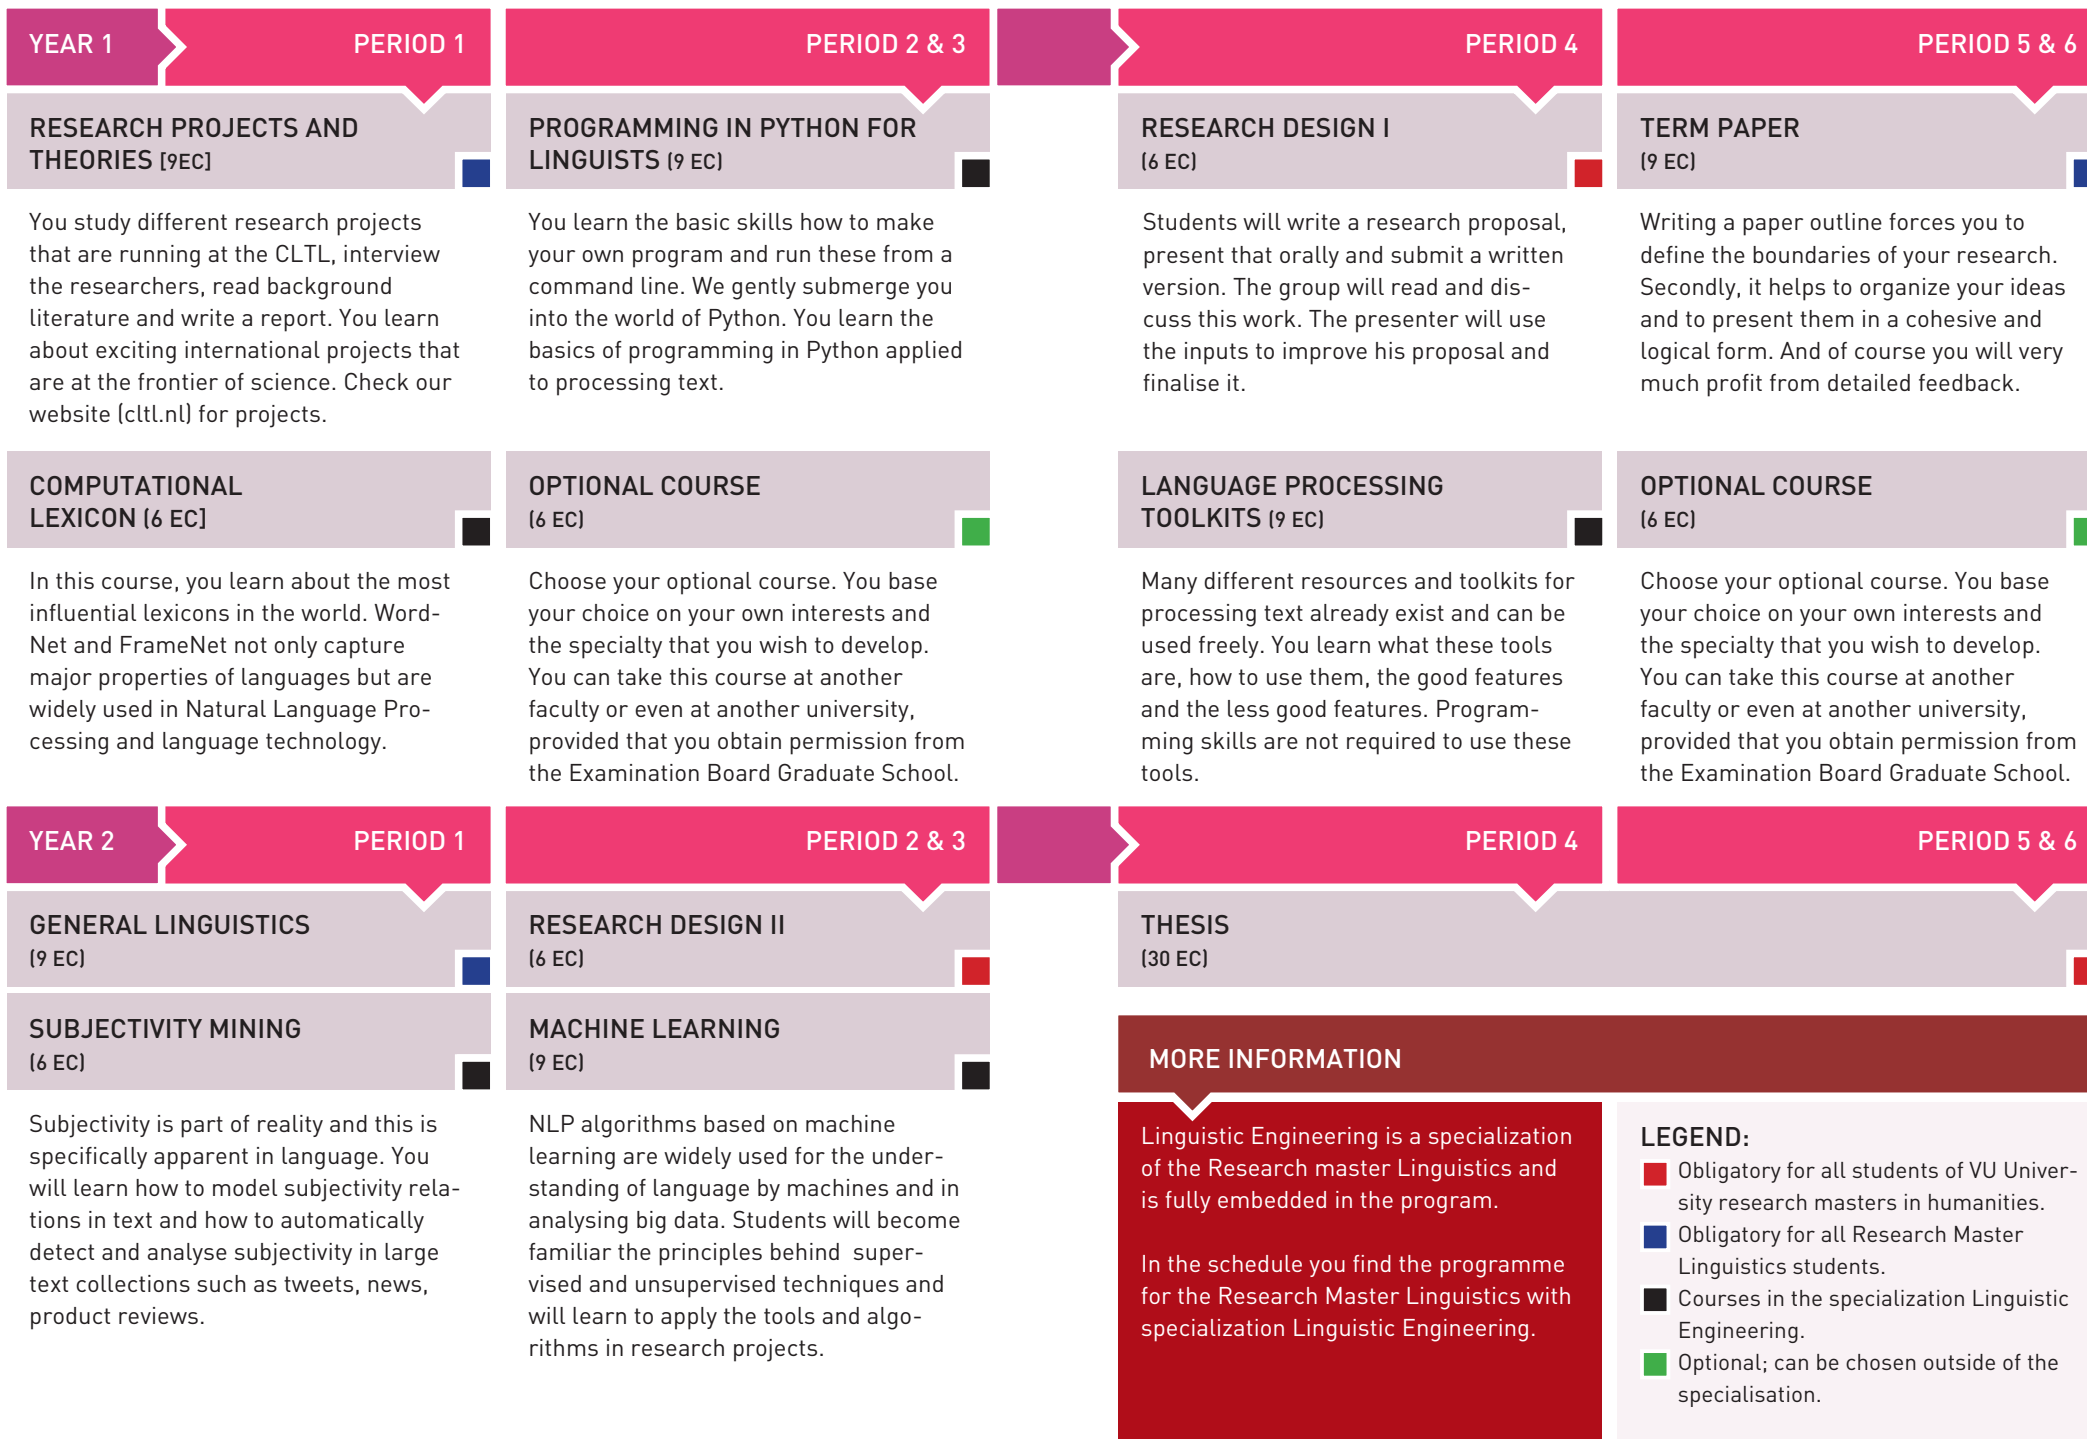 YEAR 1
PERIOD 1
PERIOD 2 & 3
PERIOD 4
PERIOD 5 & 6
RESEARCH PROJECTS AND
THEORIES [9EC]
You study different research projects
that are running at the CLTL, interview
the researchers, read background
literature and write a report. You learn
about exciting international projects that
are at the frontier of science. Check our
website (cltl.nl) for projects.
PROGRAMMING IN PYTHON FOR
LINGUISTS (9 EC)
You learn the basic skills how to make
your own program and run these from a
command line. We gently submerge you
into the world of Python. You learn the
basics of programming in Python applied
to processing text.
RESEARCH DESIGN I
(6 EC)
Students will write a research proposal,
present that orally and submit a written
version. The group will read and dis-
cuss this work. The presenter will use
the inputs to improve his proposal and
finalise it.
TERM PAPER
(9 EC)
Writing a paper outline forces you to
define the boundaries of your research.
Secondly, it helps to organize your ideas
and to present them in a cohesive and
logical form. And of course you will very
much profit from detailed feedback.
COMPUTATIONAL
LEXICON (6 EC]
In this course, you learn about the most
influential lexicons in the world. Word-
Net and FrameNet not only capture
major properties of languages but are
widely used in Natural Language Pro-
cessing and language technology.
OPTIONAL COURSE
(6 EC)
Choose your optional course. You base
your choice on your own interests and
the specialty that you wish to develop.
You can take this course at another
faculty or even at another university,
provided that you obtain permission from
the Examination Board Graduate School.
LANGUAGE PROCESSING
TOOLKITS (9 EC)
Many different resources and toolkits for
processing text already exist and can be
used freely. You learn what these tools
are, how to use them, the good features
and the less good features. Program-
ming skills are not required to use these
tools.
OPTIONAL COURSE
(6 EC)
Choose your optional course. You base
your choice on your own interests and
the specialty that you wish to develop.
You can take this course at another
faculty or even at another university,
provided that you obtain permission from
the Examination Board Graduate School.
YEAR 2
PERIOD 1
PERIOD 2 & 3
PERIOD 4
PERIOD 5 & 6
GENERAL LINGUISTICS
(9 EC)
RESEARCH DESIGN II
(6 EC)
THESIS
(30 EC)
SUBJECTIVITY MINING
(6 EC)
Subjectivity is part of reality and this is
specifically apparent in language. You
will learn how to model subjectivity rela-
tions in text and how to automatically
detect and analyse subjectivity in large
text collections such as tweets, news,
product reviews.
MACHINE LEARNING
(9 EC)
NLP algorithms based on machine
learning are widely used for the under-
standing of language by machines and in
analysing big data. Students will become
familiar the principles behind super-
vised and unsupervised techniques and
will learn to apply the tools and algo-
rithms in research projects.
MORE INFORMATION
Linguistic Engineering is a specialization
of the Research master Linguistics and
is fully embedded in the program.
In the schedule you find the programme
for the Research Master Linguistics with
specialization Linguistic Engineering.
LEGEND:
Obligatory for all students of VU Univer-
sity research masters in humanities.
Obligatory for all Research Master
Linguistics students.
Courses in the specialization Linguistic
Engineering.
Optional; can be chosen outside of the
specialisation.